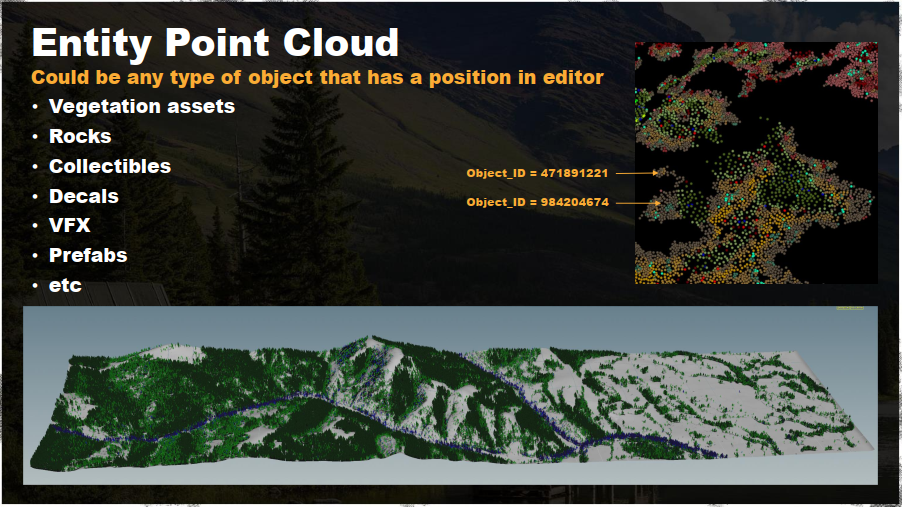 Entity Point Cloud
Could be any type of object that has a position in editor
• Vegetation assets
• Rocks
• Collectibles
• Decals
• VFX
• Prefabs
• etc
Object_ID = 471891221
Object_ID = 984204674